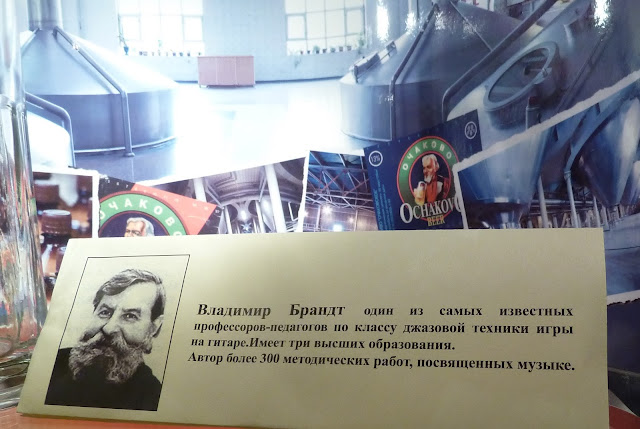 ОЧАКОВО
OCHAKOVO
BEER
ОЧАКОВО
Владимир Брандт один из самых известных
профессоров-педагогов по классу джазовой техники игры
на гитаре.Имеет три высших образования.
Автор более 300 методических работ, посвященных музыке.